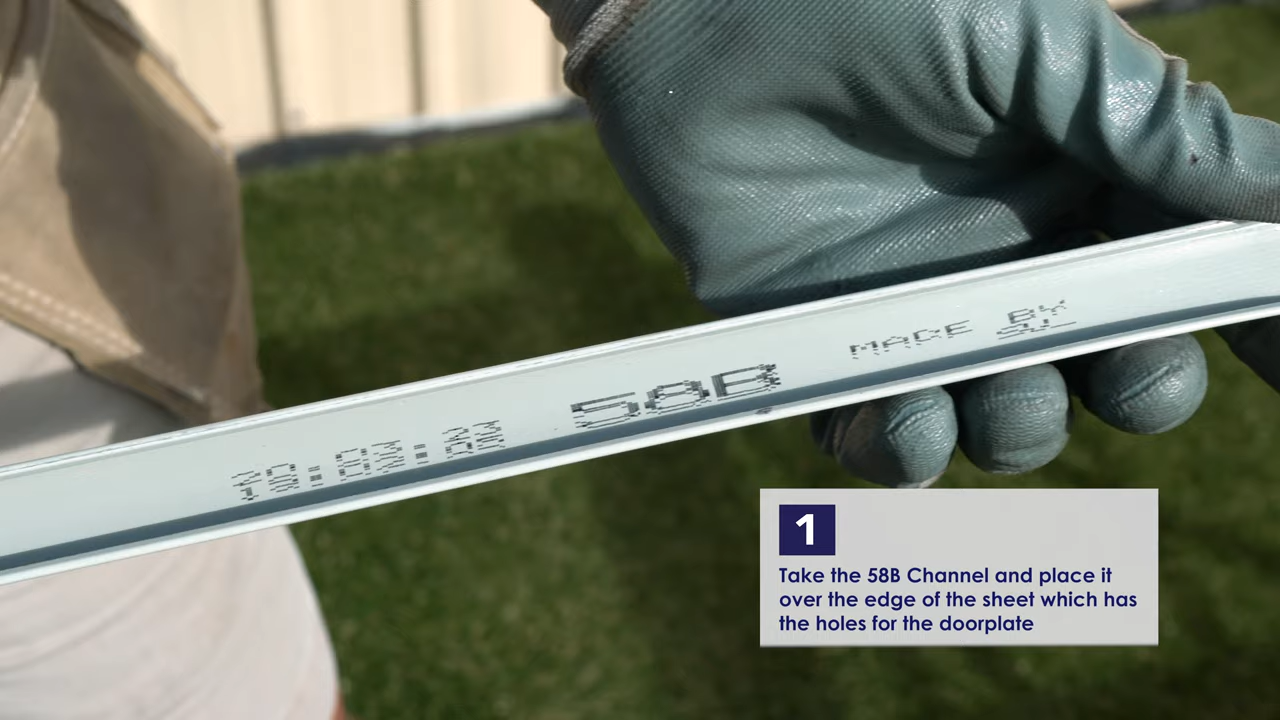 58B
MADE BY
1
Take the 58B Channel and place it
over the edge of the sheet which has
the holes for the doorplate